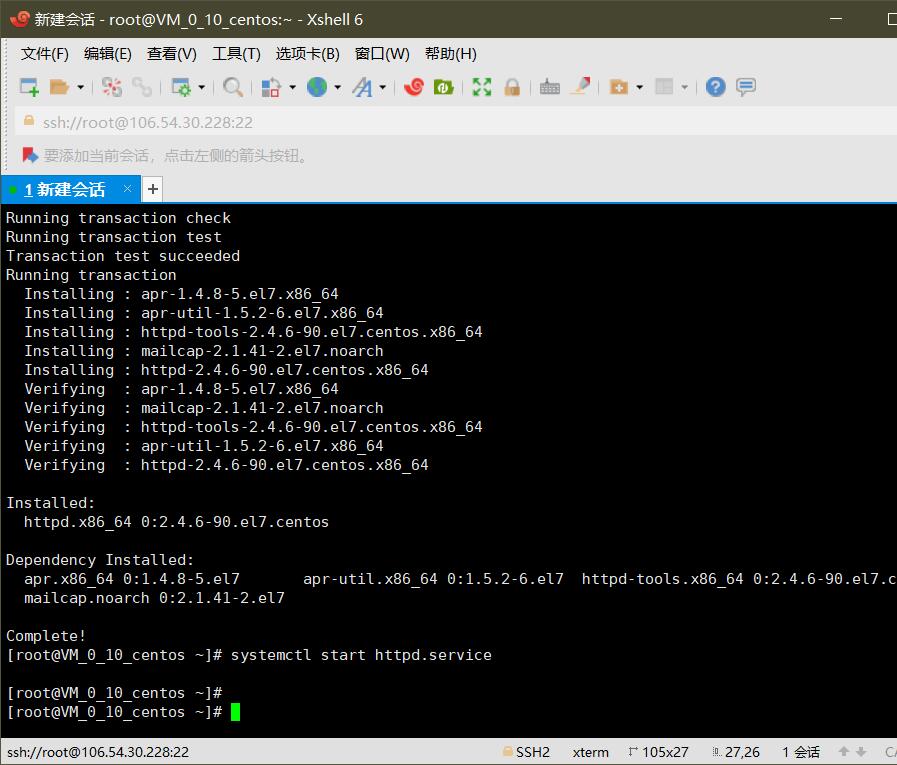 新建会话 - root@VM_0_10_centos:~ - Xshell 6
文件(F) 编辑(E) 查看(V) 工具(T) 选项卡(B) 窗口(W) 帮助(H)
ssh://root@106.54.30.228:22
要添加当前会话，点击左侧的箭头按钮。
1 新建会话 × +
Running transaction check
Running transaction test
Transaction test succeeded
Running transaction
  Installing : apr-1.4.8-5.el7.x86_64
  Installing : apr-util-1.5.2-6.el7.x86_64
  Installing : httpd-tools-2.4.6-90.el7.centos.x86_64
  Installing : mailcap-2.1.41-2.el7.noarch
  Installing : httpd-2.4.6-90.el7.centos.x86_64
  Verifying  : apr-1.4.8-5.el7.x86_64
  Verifying  : mailcap-2.1.41-2.el7.noarch
  Verifying  : httpd-tools-2.4.6-90.el7.centos.x86_64
  Verifying  : apr-util-1.5.2-6.el7.x86_64
  Verifying  : httpd-2.4.6-90.el7.centos.x86_64
Installed:
  httpd.x86_64 0:2.4.6-90.el7.centos
Dependency Installed:
  apr.x86_64 0:1.4.8-5.el7       apr-util.x86_64 0:1.5.2-6.el7  httpd-tools.x86_64 0:2.4.6-90.el7.c
  mailcap.noarch 0:2.1.41-2.el7
Complete!
[root@VM_0_10_centos ~]# systemctl start httpd.service
[root@VM_0_10_centos ~]#
[root@VM_0_10_centos ~]#
ssh://root@106.54.30.228:22 SSH2 xterm 105x27 27,26 1 会话 CA